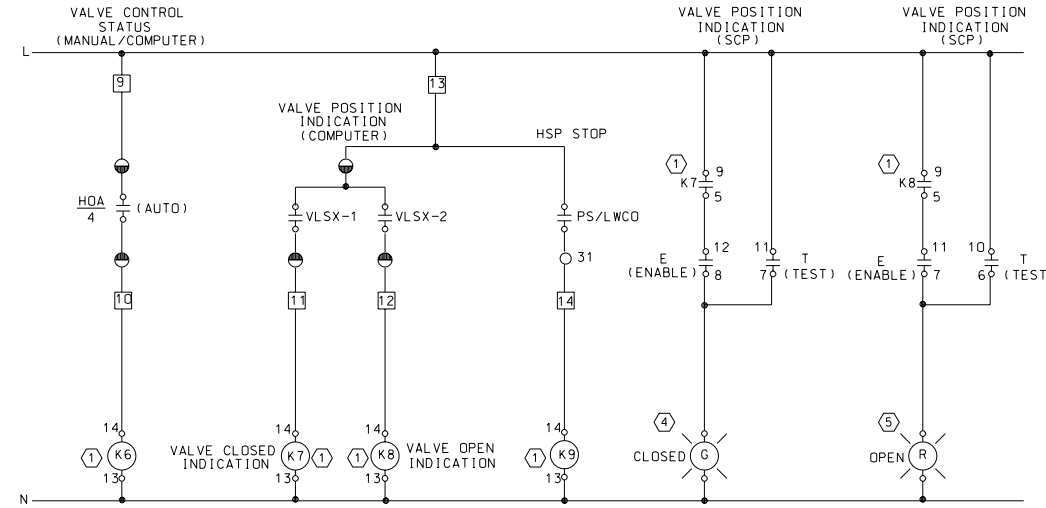 VALVE CONTROL
STATUS
(MANUAL/COMPUTER)
VALVE POSITION
INDICATION
(SCP)
VALVE POSITION
INDICATION
(SCP)
L
9
13
VALVE POSITION
INDICATION
(COMPUTER)
HSP STOP
1
K7
9
5
1
K8
9
5
HOA
4
(AUTO)
VLSX-1
VLSX-2
PS/LWCO
31
E
(ENABLE)
12
8
11
7
T
(TEST)
E
(ENABLE)
11
7
10
6
T
(TEST
10
11
12
14
14
14
14
14
4
5
1
K6
VALVE CLOSED
INDICATION
K7
1
1
K8
VALVE OPEN
INDICATION
1
K9
CLOSED
G
OPEN
R
13
13
13
13
N